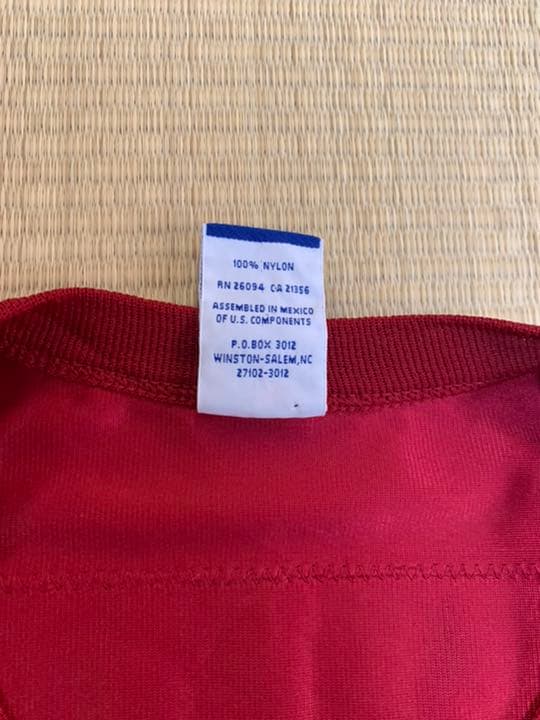 100% NYLON
RN 26094 CA 21356
ASSEMBLED IN MEXICO
OF U.S. COMPONENTS
P.O.BOX 3012
WINSTON-SALEM,NC
27102-3012